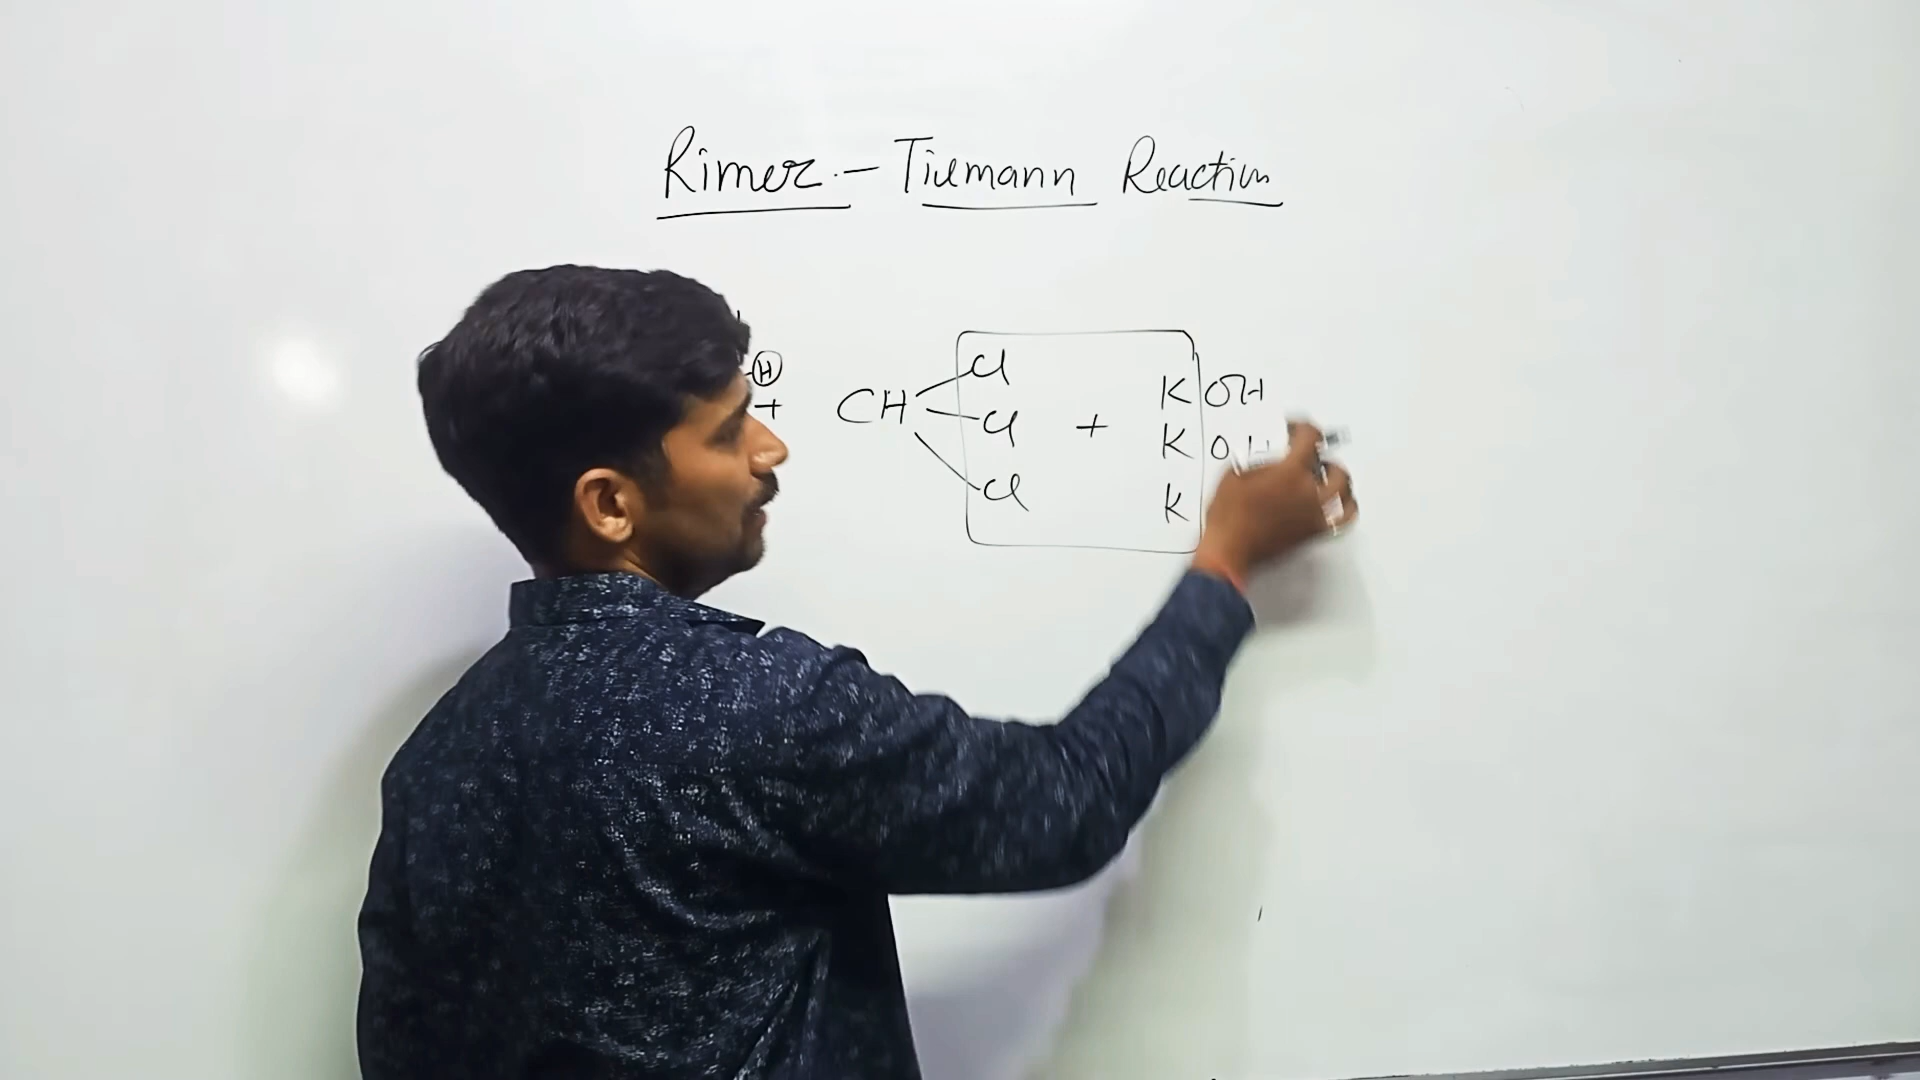 Rimer - Tiemann Reaction
H
+ CH Cl Cl Cl + K OH
K OH
K